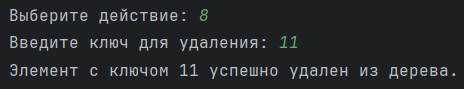 Выберите действие: 8
Введите ключ для удаления: 11
Элемент с ключом 11 успешно удален из дерева.